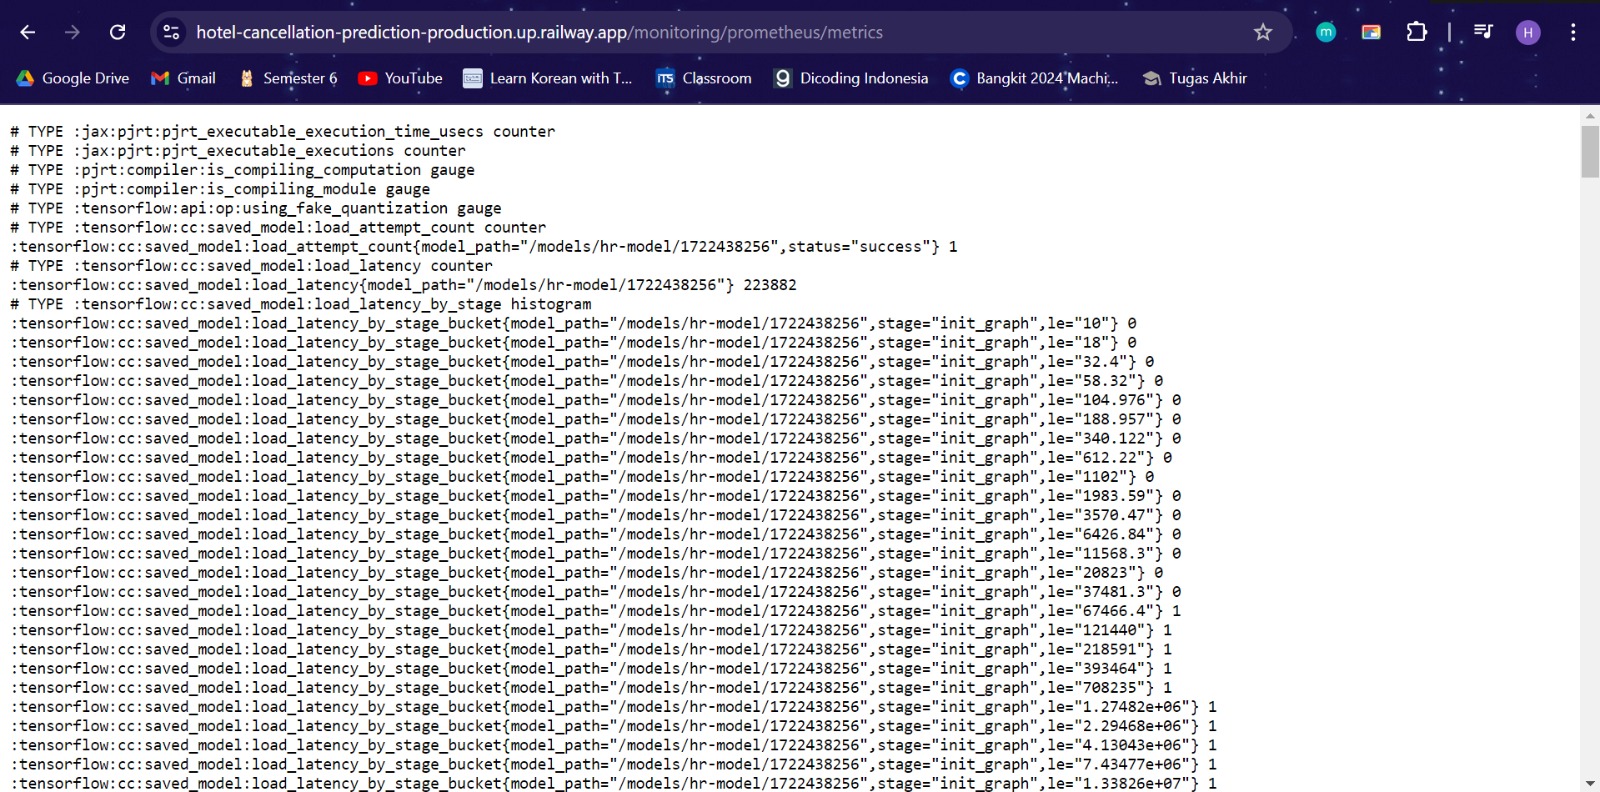 hotel-cancellation-prediction-production.up.railway.app/monitoring/prometheus/metrics
m
H
Google Drive
Gmail
Semester 6
YouTube
Learn Korean with T...
ITS
Classroom
Dicoding Indonesia
Bangkit 2024 Machi...
Tugas Akhir
# TYPE :jax:pjrt:pjrt_executable_execution_time_usecs counter
# TYPE :jax:pjrt:pjrt_executable_executions counter
# TYPE :pjrt:compiler:is_compiling_computation gauge
# TYPE :pjrt:compiler:is_compiling_module gauge
# TYPE :tensorflow:api:op:using_fake_quantization gauge
# TYPE :tensorflow:cc:saved_model:load_attempt_count counter
:tensorflow:cc:saved_model:load_attempt_count{model_path="/models/hr-model/1722438256",status="success"} 1
# TYPE :tensorflow:cc:saved_model:load_latency counter
:tensorflow:cc:saved_model:load_latency{model_path="/models/hr-model/1722438256"} 223882
# TYPE :tensorflow:cc:saved_model:load_latency_by_stage histogram
:tensorflow:cc:saved_model:load_latency_by_stage_bucket{model_path="/models/hr-model/1722438256",stage="init_graph",le="10"} 0
:tensorflow:cc:saved_model:load_latency_by_stage_bucket{model_path="/models/hr-model/1722438256",stage="init_graph",le="18"} 0
:tensorflow:cc:saved_model:load_latency_by_stage_bucket{model_path="/models/hr-model/1722438256",stage="init_graph",le="32.4"} 0
:tensorflow:cc:saved_model:load_latency_by_stage_bucket{model_path="/models/hr-model/1722438256",stage="init_graph",le="58.32"} 0
:tensorflow:cc:saved_model:load_latency_by_stage_bucket{model_path="/models/hr-model/1722438256",stage="init_graph",le="104.976"} 0
:tensorflow:cc:saved_model:load_latency_by_stage_bucket{model_path="/models/hr-model/1722438256",stage="init_graph",le="188.957"} 0
:tensorflow:cc:saved_model:load_latency_by_stage_bucket{model_path="/models/hr-model/1722438256",stage="init_graph",le="340.122"} 0
:tensorflow:cc:saved_model:load_latency_by_stage_bucket{model_path="/models/hr-model/1722438256",stage="init_graph",le="612.22"} 0
:tensorflow:cc:saved_model:load_latency_by_stage_bucket{model_path="/models/hr-model/1722438256",stage="init_graph",le="1102"} 0
:tensorflow:cc:saved_model:load_latency_by_stage_bucket{model_path="/models/hr-model/1722438256",stage="init_graph",le="1983.59"} 0
:tensorflow:cc:saved_model:load_latency_by_stage_bucket{model_path="/models/hr-model/1722438256",stage="init_graph",le="3570.47"} 0
:tensorflow:cc:saved_model:load_latency_by_stage_bucket{model_path="/models/hr-model/1722438256",stage="init_graph",le="6426.84"} 0
:tensorflow:cc:saved_model:load_latency_by_stage_bucket{model_path="/models/hr-model/1722438256",stage="init_graph",le="11568.3"} 0
:tensorflow:cc:saved_model:load_latency_by_stage_bucket{model_path="/models/hr-model/1722438256",stage="init_graph",le="20823"} 0
:tensorflow:cc:saved_model:load_latency_by_stage_bucket{model_path="/models/hr-model/1722438256",stage="init_graph",le="37481.3"} 0
:tensorflow:cc:saved_model:load_latency_by_stage_bucket{model_path="/models/hr-model/1722438256",stage="init_graph",le="67466.4"} 1
:tensorflow:cc:saved_model:load_latency_by_stage_bucket{model_path="/models/hr-model/1722438256",stage="init_graph",le="121440"} 1
:tensorflow:cc:saved_model:load_latency_by_stage_bucket{model_path="/models/hr-model/1722438256",stage="init_graph",le="218591"} 1
:tensorflow:cc:saved_model:load_latency_by_stage_bucket{model_path="/models/hr-model/1722438256",stage="init_graph",le="393464"} 1
:tensorflow:cc:saved_model:load_latency_by_stage_bucket{model_path="/models/hr-model/1722438256",stage="init_graph",le="708235"} 1
:tensorflow:cc:saved_model:load_latency_by_stage_bucket{model_path="/models/hr-model/1722438256",stage="init_graph",le="1.27482e+06"} 1
:tensorflow:cc:saved_model:load_latency_by_stage_bucket{model_path="/models/hr-model/1722438256",stage="init_graph",le="2.29468e+06"} 1
:tensorflow:cc:saved_model:load_latency_by_stage_bucket{model_path="/models/hr-model/1722438256",stage="init_graph",le="4.13043e+06"} 1
:tensorflow:cc:saved_model:load_latency_by_stage_bucket{model_path="/models/hr-model/1722438256",stage="init_graph",le="7.43477e+06"} 1
:tensorflow:cc:saved_model:load_latency_by_stage_bucket{model_path="/models/hr-model/1722438256",stage="init_graph",le="1.33826e+07"} 1